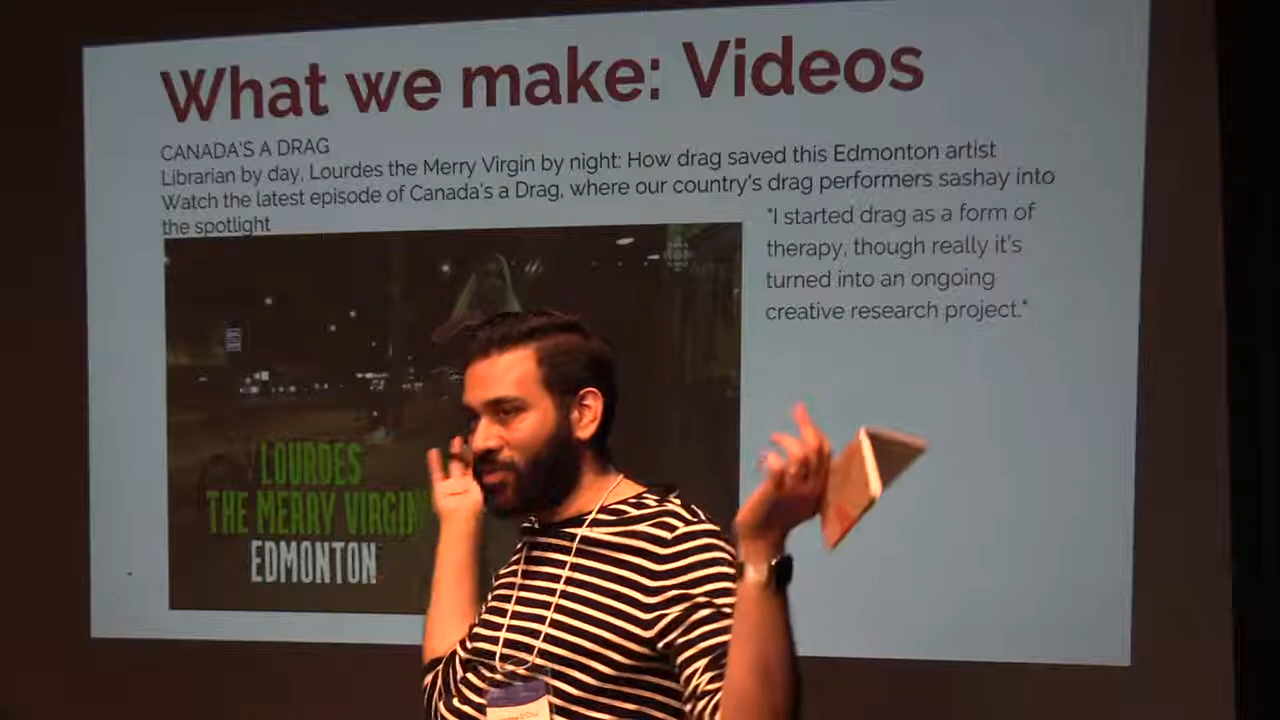 What we make: Videos
CANADA'S A DRAG
Librarian by day, Lourdes the Merry Virgin by night: How drag saved this Edmonton artist
Watch the latest episode of Canada's a Drag, where our country's drag performers sashay into
the spotlight
"I started drag as a form of
therapy, though really it's
turned into an ongoing
creative research project."
LOURDES
THE MERRY VIRGIN
EDMONTON